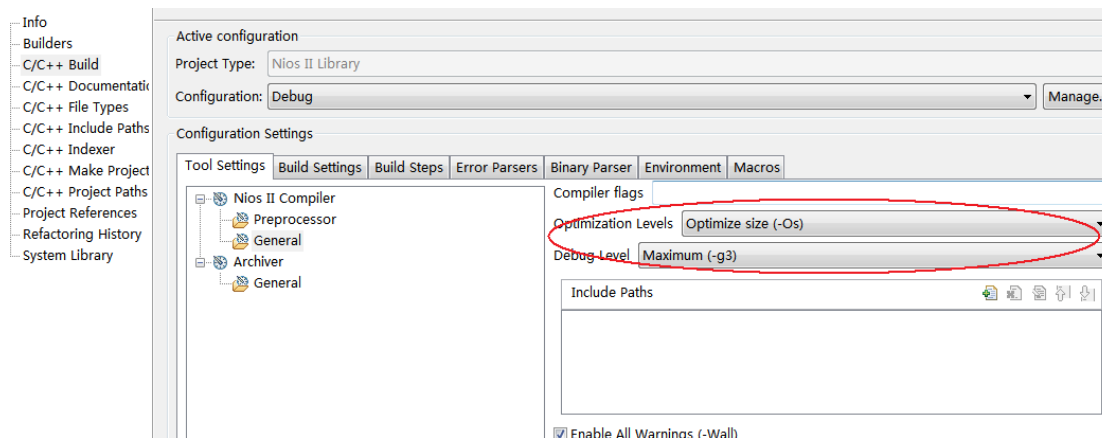 Info
Builders
C/C++ Build
C/C++ Documentatic
C/C++ File Types
C/C++ Include Paths
C/C++ Indexer
C/C++ Make Project
C/C++ Project Paths
Project References
Refactoring History
System Library
Active configuration
Project Type: Nios II Library
Configuration: Debug Manage.
Configuration Settings
Tool Settings Build Settings Build Steps Error Parsers Binary Parser Environment Macros
Nios II Compiler
Preprocessor
General
Archiver
General
Compiler flags
Optimization Levels Optimize size (-Os)
Debug Level Maximum (-g3)
Include Paths
Enable All Warnings (-Wall)